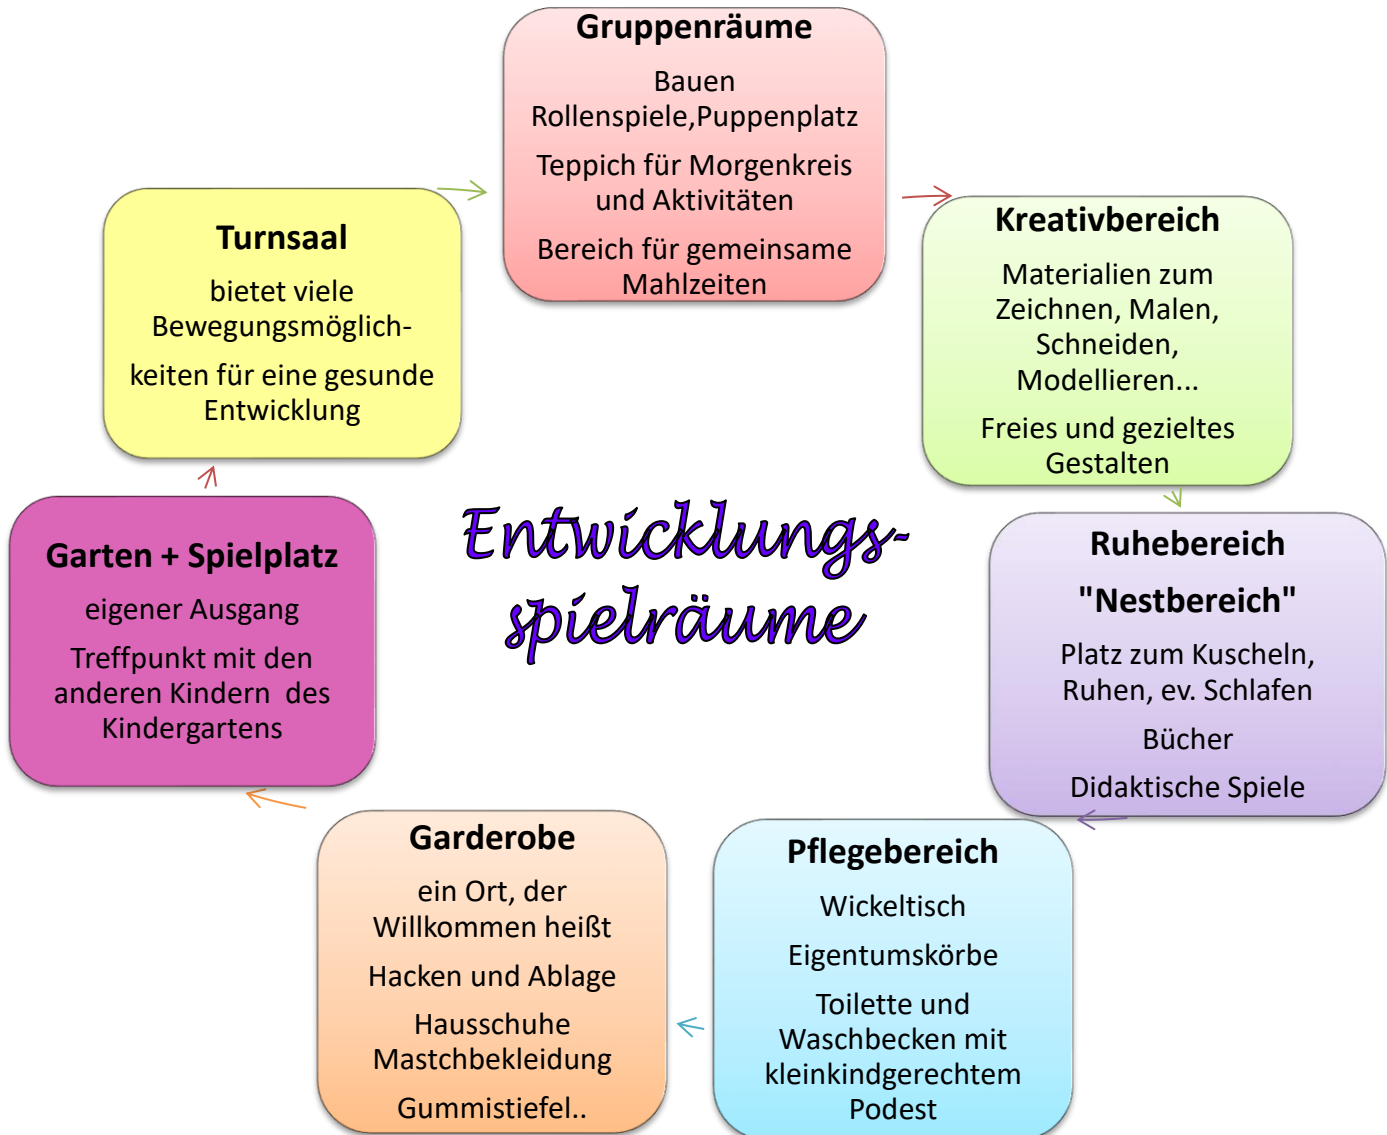 Gruppenräume
Bauen
Rollenspiele,Puppenplatz
Teppich für Morgenkreis
und Aktivitäten
Bereich für gemeinsame
Mahlzeiten
Kreativbereich
Materialien zum
Zeichnen, Malen,
Schneiden,
Modellieren...
Freies und gezieltes
Gestalten
Ruhebereich
"Nestbereich"
Platz zum Kuscheln,
Ruhen, ev. Schlafen
Bücher
Didaktische Spiele
Pflegebereich
Wickeltisch
Eigentumskörbe
Toilette und
Waschbecken mit
kleinkindgerechtem
Podest
Garderobe
ein Ort, der
Willkommen heißt
Hacken und Ablage
Hausschuhe
Mastchbekleidung
Gummistiefel..
Garten + Spielplatz
eigener Ausgang
Treffpunkt mit den
anderen Kindern  des
Kindergartens
Turnsaal
bietet viele
Bewegungsmöglich-
keiten für eine gesunde
Entwicklung
Entwicklungs-
spielräume